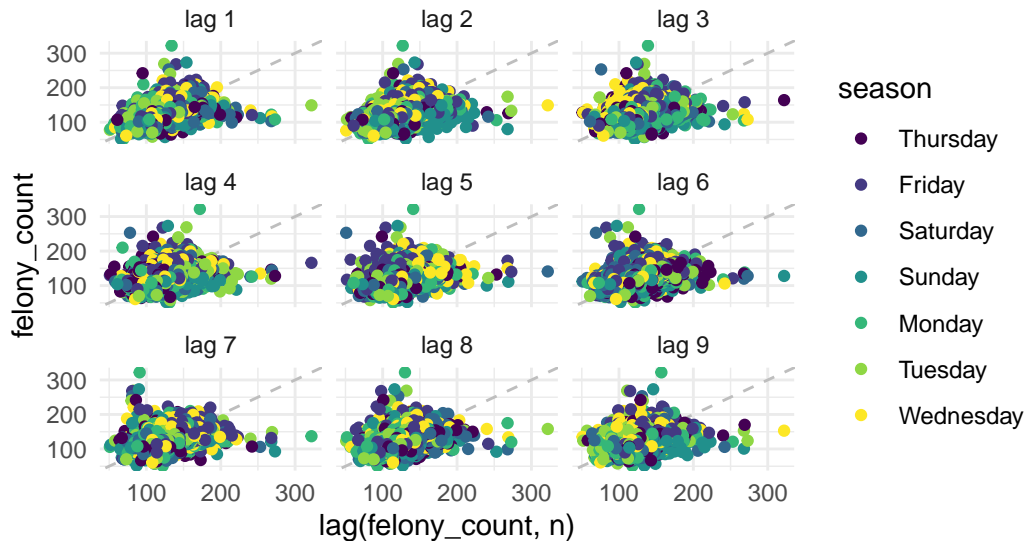 lag 1 lag 2 lag 3
300
200
100
lag 4 lag 5 lag 6
300
200
100
lag 7 lag 8 lag 9
300
200
100
100 200 300 100 200 300 100 200 300
felony_count
lag(felony_count, n)
season
Thursday
Friday
Saturday
Sunday
Monday
Tuesday
Wednesday